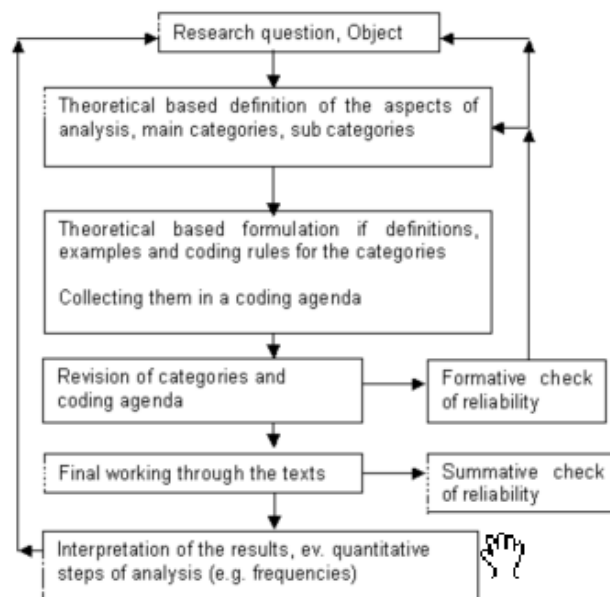 Research question, Object
Theoretical based definition of the aspects of
analysis, main categories, sub categories
Theoretical based formulation if definitions,
examples and coding rules for the categories
Collecting them in a coding agenda
Revision of categories and
coding agenda
Formative check
of reliability
Final working through the texts
Summative check
of reliability
Interpretation of the results, ev. quantitative
steps of analysis (e.g. frequencies)